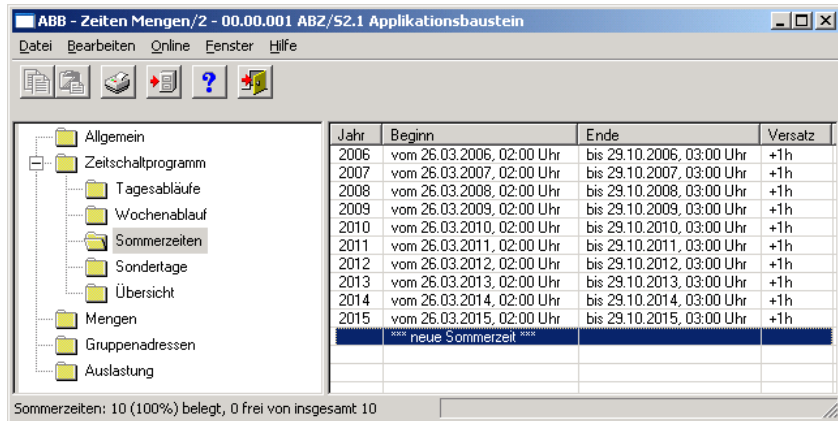 ABB - Zeiten Mengen/2 - 00.00.001 ABZ/S2.1 Applikationsbaustein
Datei Bearbeiten Online Fenster Hilfe
Allgemein
Zeitschaltprogramm
Tagesabläufe
Wochenablauf
Sommerzeiten
Sondertage
Übersicht
Mengen
Gruppenadressen
Auslastung
Jahr Beginn Ende Versatz
2006 vom 26.03.2006, 02:00 Uhr bis 29.10.2006, 03:00 Uhr +1h
2007 vom 26.03.2007, 02:00 Uhr bis 29.10.2007, 03:00 Uhr +1h
2008 vom 26.03.2008, 02:00 Uhr bis 29.10.2008, 03:00 Uhr +1h
2009 vom 26.03.2009, 02:00 Uhr bis 29.10.2009, 03:00 Uhr +1h
2010 vom 26.03.2010, 02:00 Uhr bis 29.10.2010, 03:00 Uhr +1h
2011 vom 26.03.2011, 02:00 Uhr bis 29.10.2011, 03:00 Uhr +1h
2012 vom 26.03.2012, 02:00 Uhr bis 29.10.2012, 03:00 Uhr +1h
2013 vom 26.03.2013, 02:00 Uhr bis 29.10.2013, 03:00 Uhr +1h
2014 vom 26.03.2014, 02:00 Uhr bis 29.10.2014, 03:00 Uhr +1h
2015 vom 26.03.2015, 02:00 Uhr bis 29.10.2015, 03:00 Uhr +1h
*** neue Sommerzeit ***
Sommerzeiten: 10 (100%) belegt, 0 frei von insgesamt 10